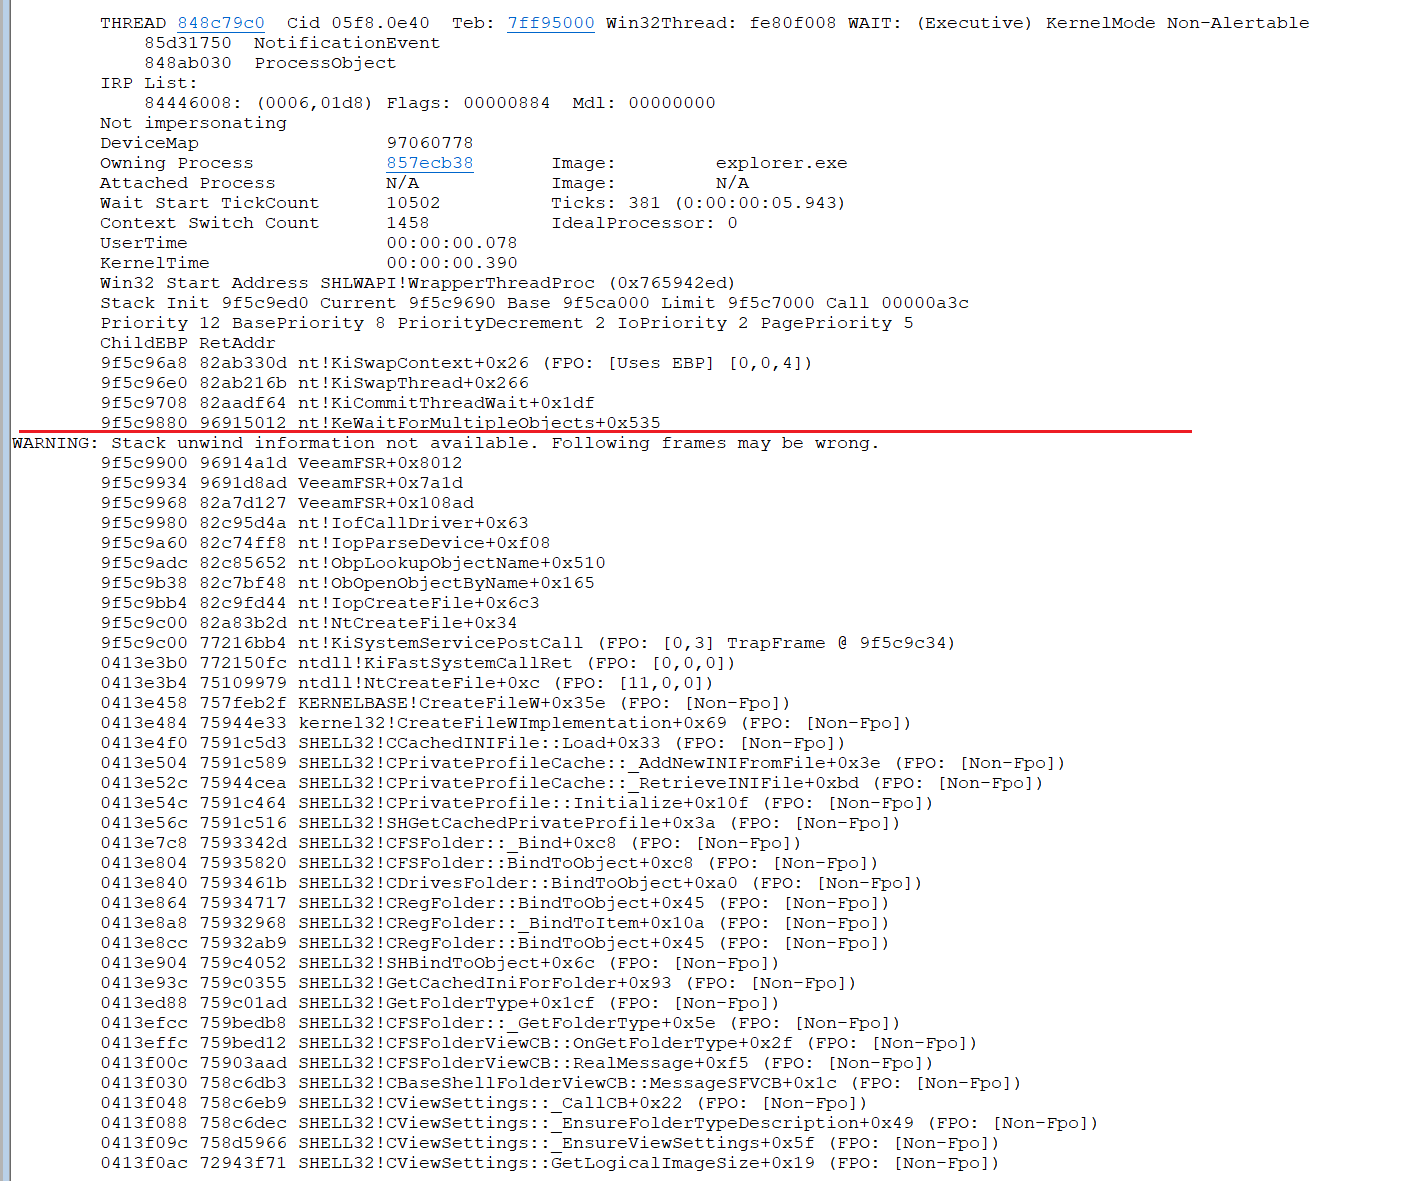 THREAD 848c79c0  Cid 05f8.0e40  Teb: 7ff95000 Win32Thread: fe80f008 WAIT: (Executive) KernelMode Non-Alertable
    85d31750  NotificationEvent
    848ab030  ProcessObject
IRP List:
    84446008: (0006,01d8) Flags: 00000884  Mdl: 00000000
Not impersonating
DeviceMap                 97060778
Owning Process            857ecb38       Image:         explorer.exe
Attached Process          N/A            Image:         N/A
Wait Start TickCount      10502          Ticks: 381 (0:00:00:05.943)
Context Switch Count      1458           IdealProcessor: 0
UserTime                  00:00:00.078
KernelTime                00:00:00.390
Win32 Start Address SHLWAPI!WrapperThreadProc (0x765942ed)
Stack Init 9f5c9ed0 Current 9f5c9690 Base 9f5ca000 Limit 9f5c7000 Call 00000a3c
Priority 12 BasePriority 8 PriorityDecrement 2 IoPriority 2 PagePriority 5
ChildEBP RetAddr
9f5c96a8 82ab330d nt!KiSwapContext+0x26 (FPO: [Uses EBP] [0,0,4])
9f5c96e0 82ab216b nt!KiSwapThread+0x266
9f5c9708 82aadf64 nt!KiCommitThreadWait+0x1df
9f5c9880 96915012 nt!KeWaitForMultipleObjects+0x535
WARNING: Stack unwind information not available. Following frames may be wrong.
9f5c9900 96914a1d VeeamFSR+0x8012
9f5c9934 9691d8ad VeeamFSR+0x7a1d
9f5c9968 82a7d127 VeeamFSR+0x108ad
9f5c9980 82c95d4a nt!IofCallDriver+0x63
9f5c9a60 82c74ff8 nt!IopParseDevice+0xf08
9f5c9adc 82c85652 nt!ObpLookupObjectName+0x510
9f5c9b38 82c7bf48 nt!ObOpenObjectByName+0x165
9f5c9bb4 82c9fd44 nt!IopCreateFile+0x6c3
9f5c9c00 82a83b2d nt!NtCreateFile+0x34
9f5c9c00 77216bb4 nt!KiSystemServicePostCall (FPO: [0,3] TrapFrame @ 9f5c9c34)
0413e3b0 772150fc ntdll!KiFastSystemCallRet (FPO: [0,0,0])
0413e3b4 75109979 ntdll!NtCreateFile+0xc (FPO: [11,0,0])
0413e458 757feb2f KERNELBASE!CreateFileW+0x35e (FPO: [Non-Fpo])
0413e484 75944e33 kernel32!CreateFileWImplementation+0x69 (FPO: [Non-Fpo])
0413e4f0 7591c5d3 SHELL32!CCachedINIFile::Load+0x33 (FPO: [Non-Fpo])
0413e504 7591c589 SHELL32!CPrivateProfileCache::_AddNewINIFromFile+0x3e (FPO: [Non-Fpo])
0413e52c 75944cea SHELL32!CPrivateProfileCache::_RetrieveINIFile+0xbd (FPO: [Non-Fpo])
0413e54c 7591c464 SHELL32!CPrivateProfile::Initialize+0x10f (FPO: [Non-Fpo])
0413e56c 7591c516 SHELL32!SHGetCachedPrivateProfile+0x3a (FPO: [Non-Fpo])
0413e7c8 7593342d SHELL32!CFSFolder::_Bind+0xc8 (FPO: [Non-Fpo])
0413e804 75935820 SHELL32!CFSFolder::BindToObject+0xc8 (FPO: [Non-Fpo])
0413e840 7593461b SHELL32!CDrivesFolder::BindToObject+0xa0 (FPO: [Non-Fpo])
0413e864 75934717 SHELL32!CRegFolder::BindToObject+0x45 (FPO: [Non-Fpo])
0413e8a8 75932968 SHELL32!CRegFolder::_BindToItem+0x10a (FPO: [Non-Fpo])
0413e8cc 75932ab9 SHELL32!CRegFolder::BindToObject+0x45 (FPO: [Non-Fpo])
0413e904 759c4052 SHELL32!SHBindToObject+0x6c (FPO: [Non-Fpo])
0413e93c 759c0355 SHELL32!GetCachedIniForFolder+0x93 (FPO: [Non-Fpo])
0413ed88 759c01ad SHELL32!GetFolderType+0x1cf (FPO: [Non-Fpo])
0413efcc 759bedb8 SHELL32!CFSFolder::_GetFolderType+0x5e (FPO: [Non-Fpo])
0413effc 759bed12 SHELL32!CFSFolderViewCB::OnGetFolderType+0x2f (FPO: [Non-Fpo])
0413f00c 75903aad SHELL32!CFSFolderViewCB::RealMessage+0xf5 (FPO: [Non-Fpo])
0413f030 758c6db3 SHELL32!CBaseShellFolderViewCB::MessageSFVCB+0x1c (FPO: [Non-Fpo])
0413f048 758c6eb9 SHELL32!CViewSettings::_CallCB+0x22 (FPO: [Non-Fpo])
0413f088 758c6dec SHELL32!CViewSettings::_EnsureFolderTypeDescription+0x49 (FPO: [Non-Fpo])
0413f09c 758d5966 SHELL32!CViewSettings::_EnsureViewSettings+0x5f (FPO: [Non-Fpo])
0413f0ac 72943f71 SHELL32!CViewSettings::GetLogicalImageSize+0x19 (FPO: [Non-Fpo])